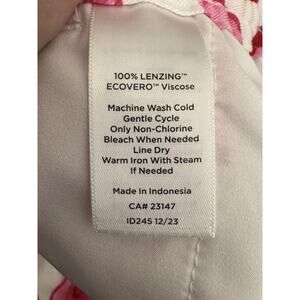 100% LENZING™
ECOVERO™ Viscose
Machine Wash Cold
Gentle Cycle
Only Non-Chlorine
Bleach When Needed
Line Dry
Warm Iron With Steam
If Needed
Made in Indonesia
CA# 23147
ID245 12/23